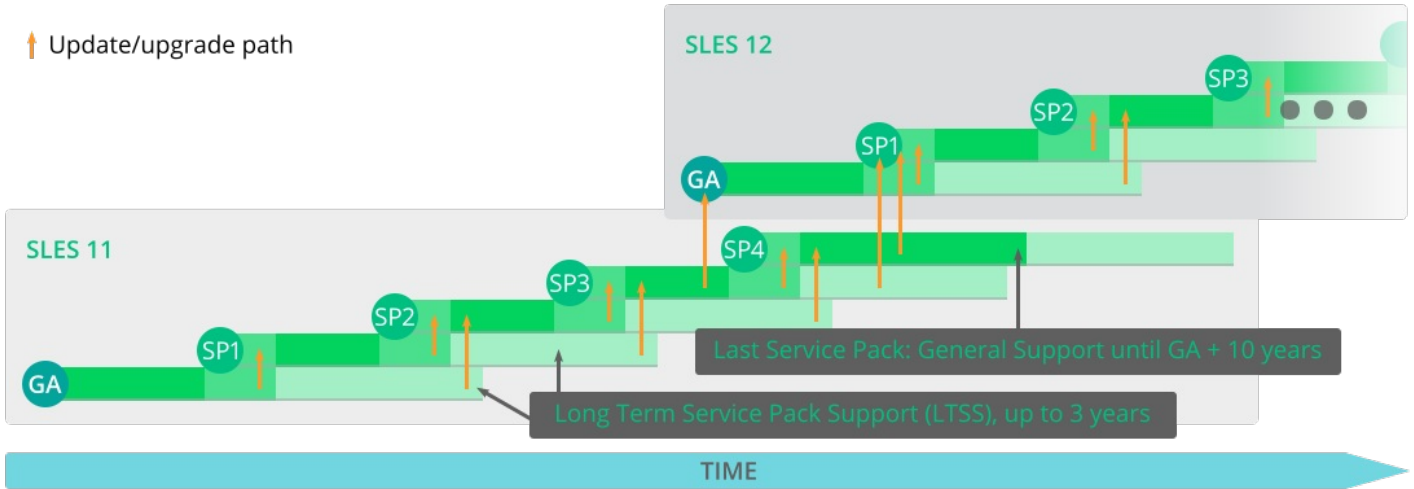 Update/upgrade path
SLES 12
SP3
SP2
SP1
GA
SLES 11
SP4
SP3
SP2
SP1
GA
Last Service Pack: General Support until GA + 10 years
Long Term Service Pack Support (LTSS), up to 3 years
TIME